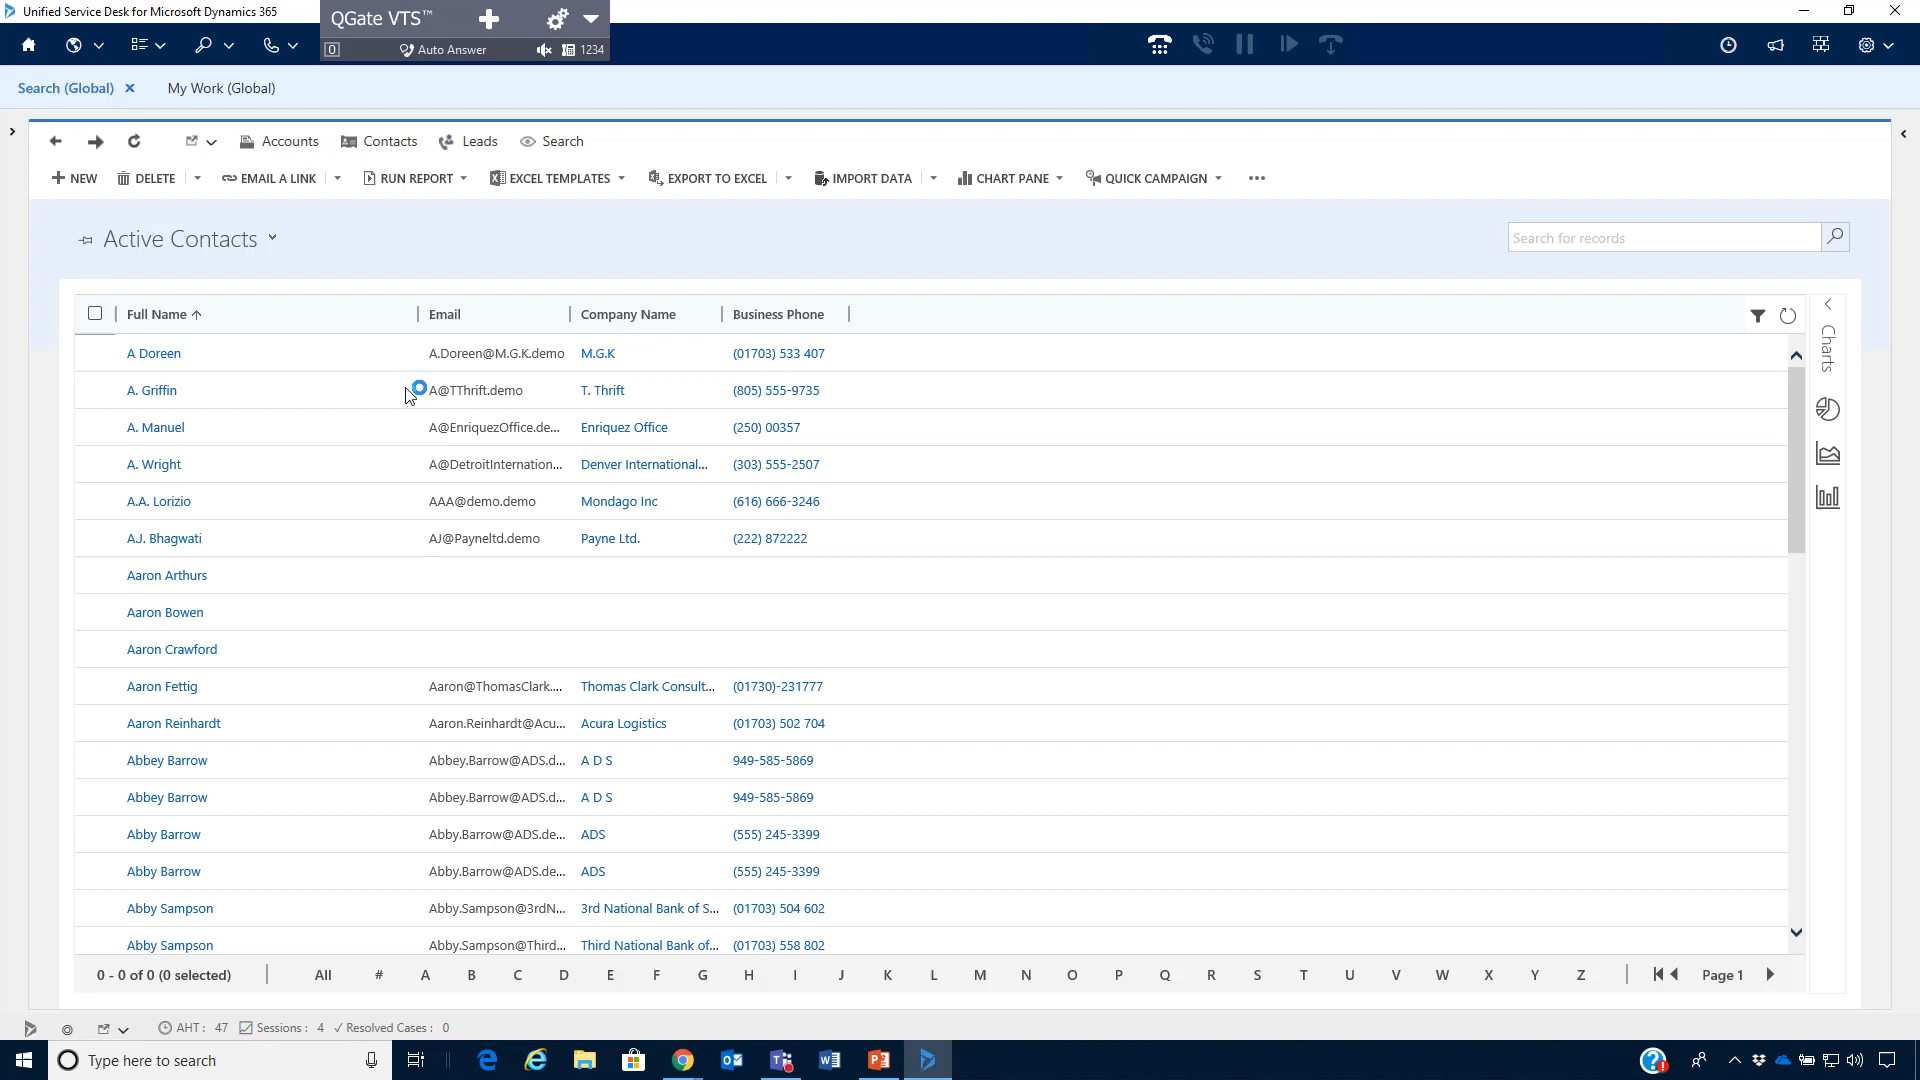 Unified Service Desk for Microsoft Dynamics 365
QGate VTS™
0 Auto Answer 1234
Search (Global) My Work (Global)
Accounts Contacts Leads Search
NEW DELETE EMAIL A LINK RUN REPORT EXCEL TEMPLATES EXPORT TO EXCEL IMPORT DATA CHART PANE QUICK CAMPAIGN
Active Contacts Search for records
Full Name Email Company Name Business Phone
Charts
A Doreen A.Doreen@M.G.K.demo M.G.K (01703) 533 407
A. Griffin A@TThrift.demo T. Thrift (805) 555-9735
A. Manuel A@EnriquezOffice.de... Enriquez Office (250) 00357
A. Wright A@DetroitInternation... Denver International... (303) 555-2507
A.A. Lorizio AAA@demo.demo Mondago Inc (616) 666-3246
A.J. Bhagwati AJ@Payneltd.demo Payne Ltd. (222) 872222
Aaron Arthurs
Aaron Bowen
Aaron Crawford
Aaron Fettig Aaron@ThomasClark.... Thomas Clark Consult... (01730)-231777
Aaron Reinhardt Aaron.Reinhardt@Acu... Acura Logistics (01703) 502 704
Abbey Barrow Abbey.Barrow@ADS.d... A D S 949-585-5869
Abbey Barrow Abbey.Barrow@ADS.d... A D S 949-585-5869
Abby Barrow Abby.Barrow@ADS.de... ADS (555) 245-3399
Abby Barrow Abby.Barrow@ADS.de... ADS (555) 245-3399
Abby Sampson Abby.Sampson@3rdN... 3rd National Bank of S... (01703) 504 602
Abby Sampson Abby.Sampson@Third... Third National Bank of... (01703) 558 802
0 - 0 of 0 (0 selected) All # A B C D E F G H I J K L M N O P Q R S T U V W X Y Z Page 1
AHT : 47 Sessions : 4 ✓ Resolved Cases : 0
Type here to search